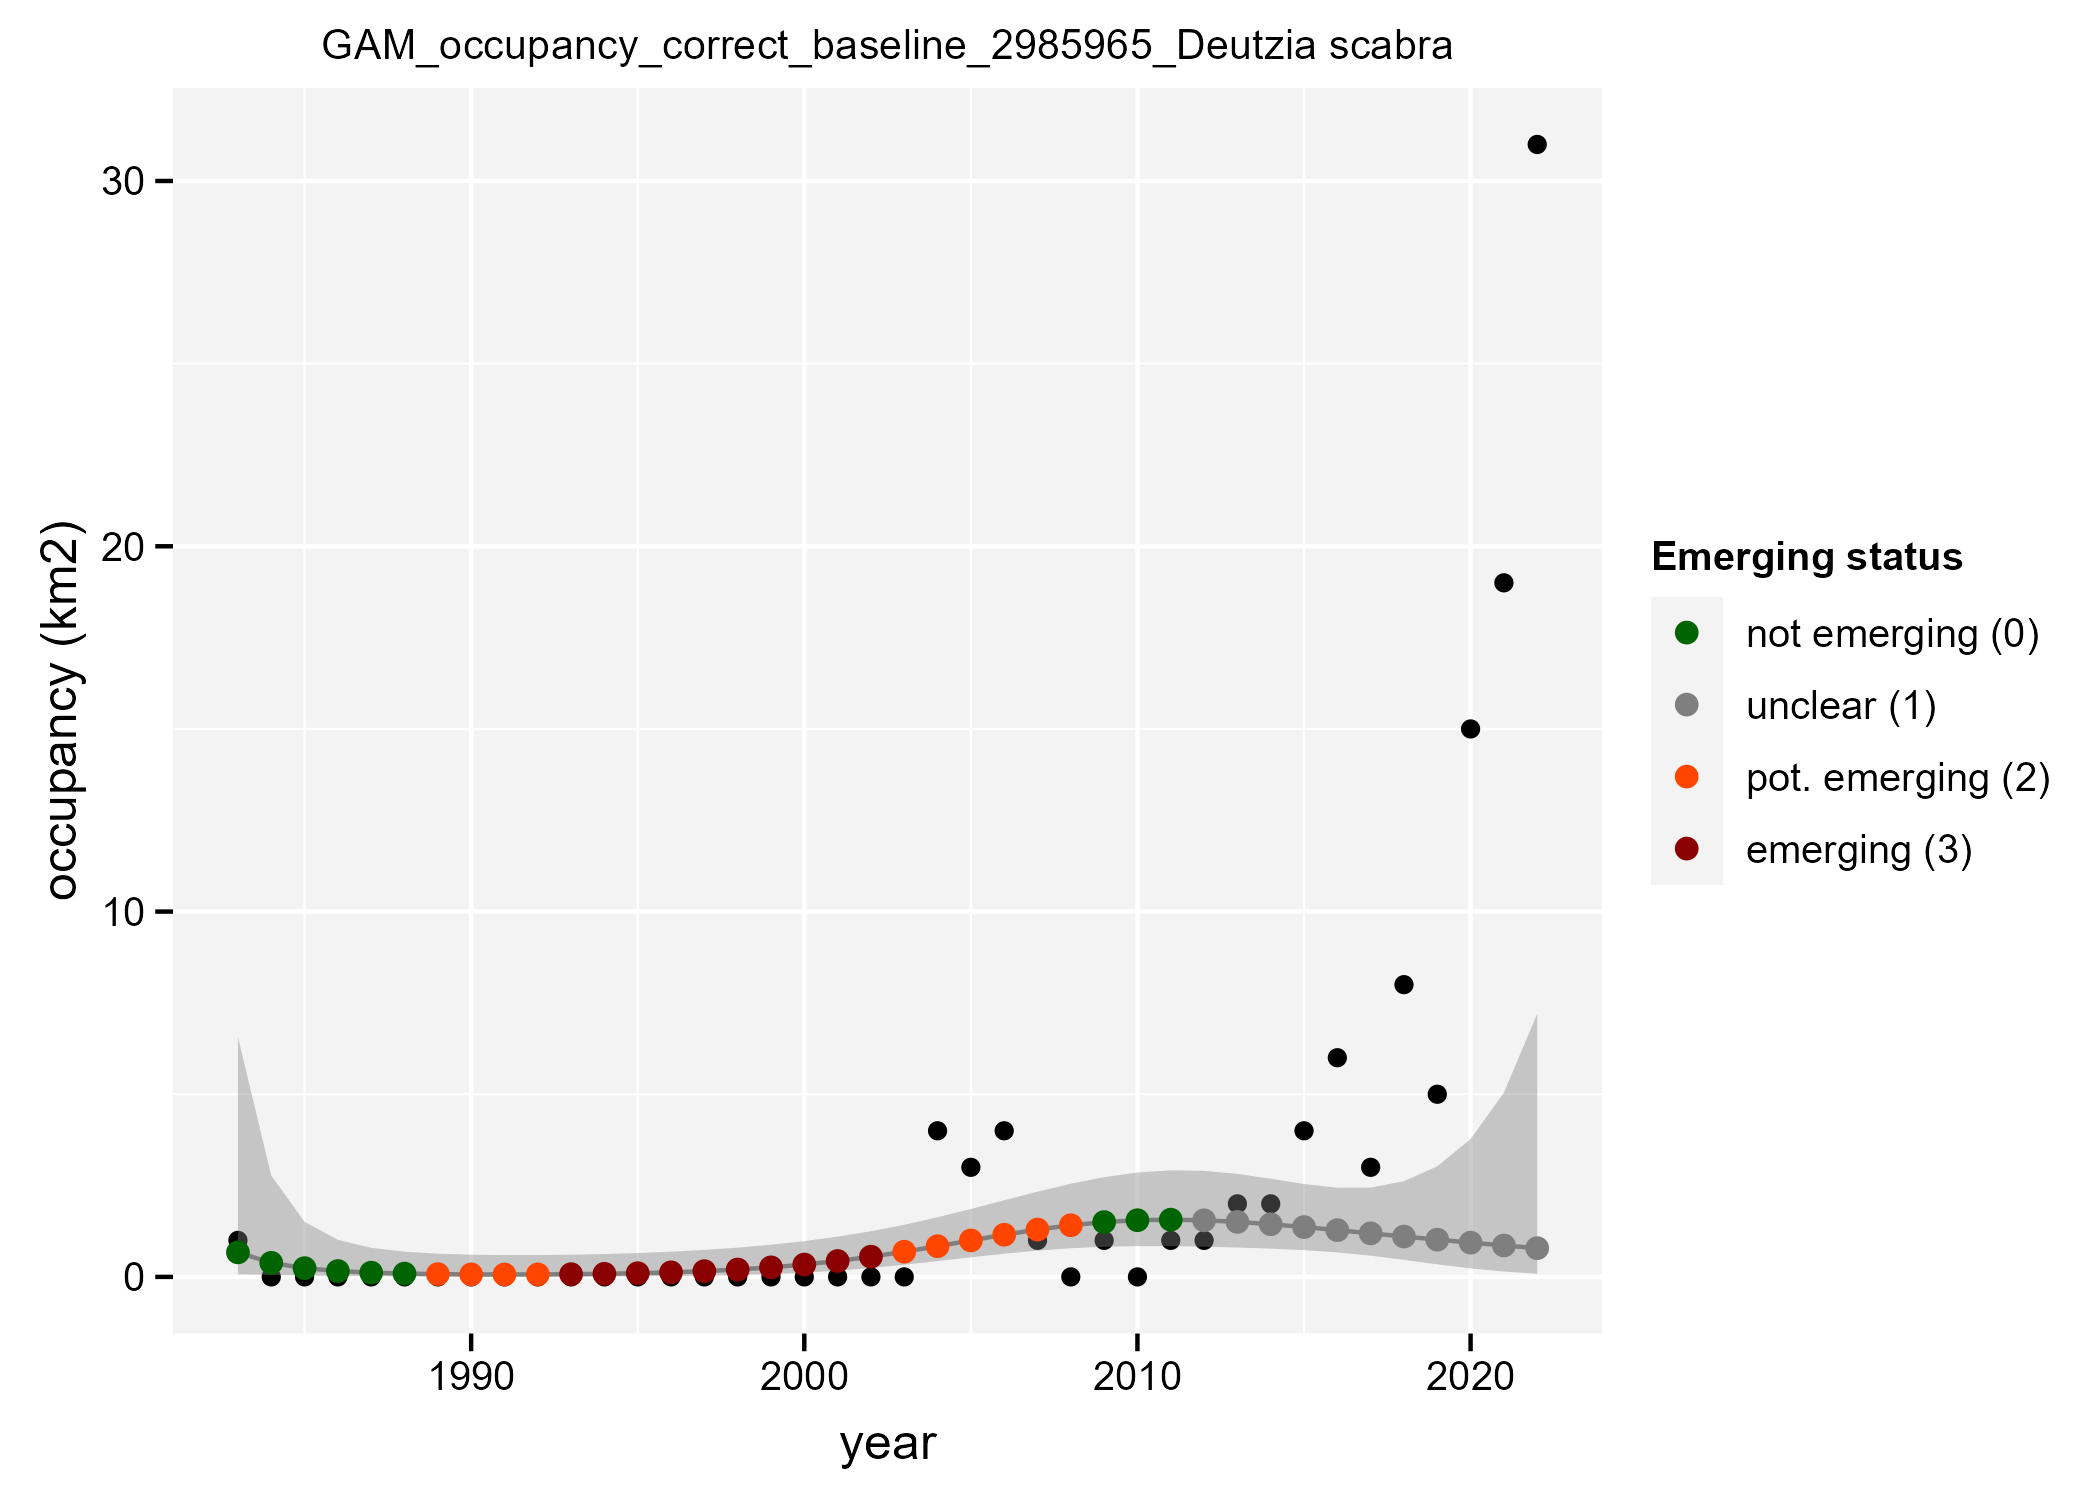 GAM_occupancy_correct_baseline_2985965_Deutzia scabra
30
20
10
0
occupancy (km2)
1990 2000 2010 2020
year
Emerging status
not emerging (0)
unclear (1)
pot. emerging (2)
emerging (3)